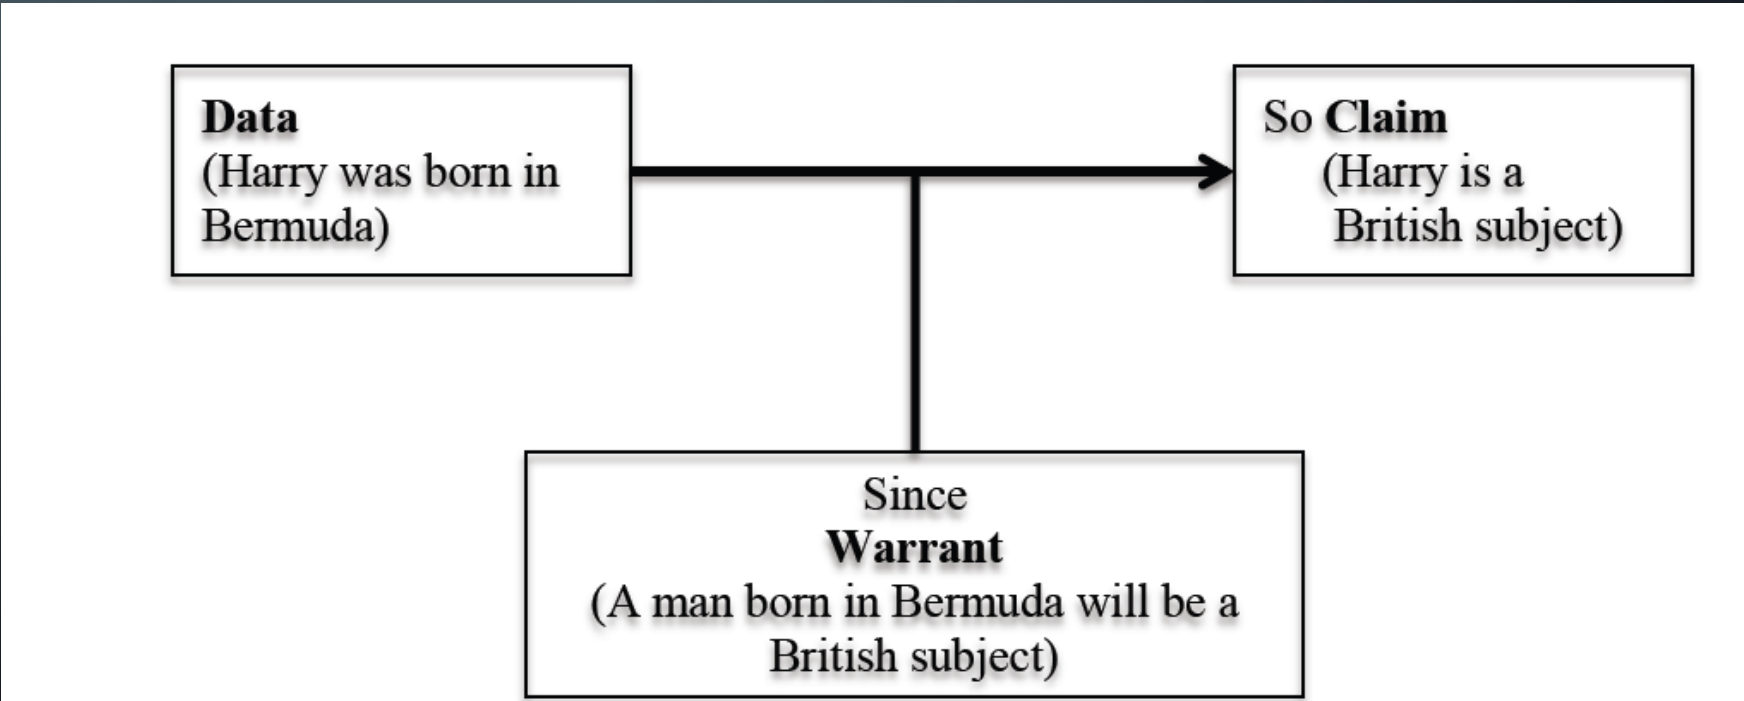 Data
(Harry was born in
Bermuda)
So Claim
(Harry is a
British subject)
Since
Warrant
(A man born in Bermuda will be a
British subject)